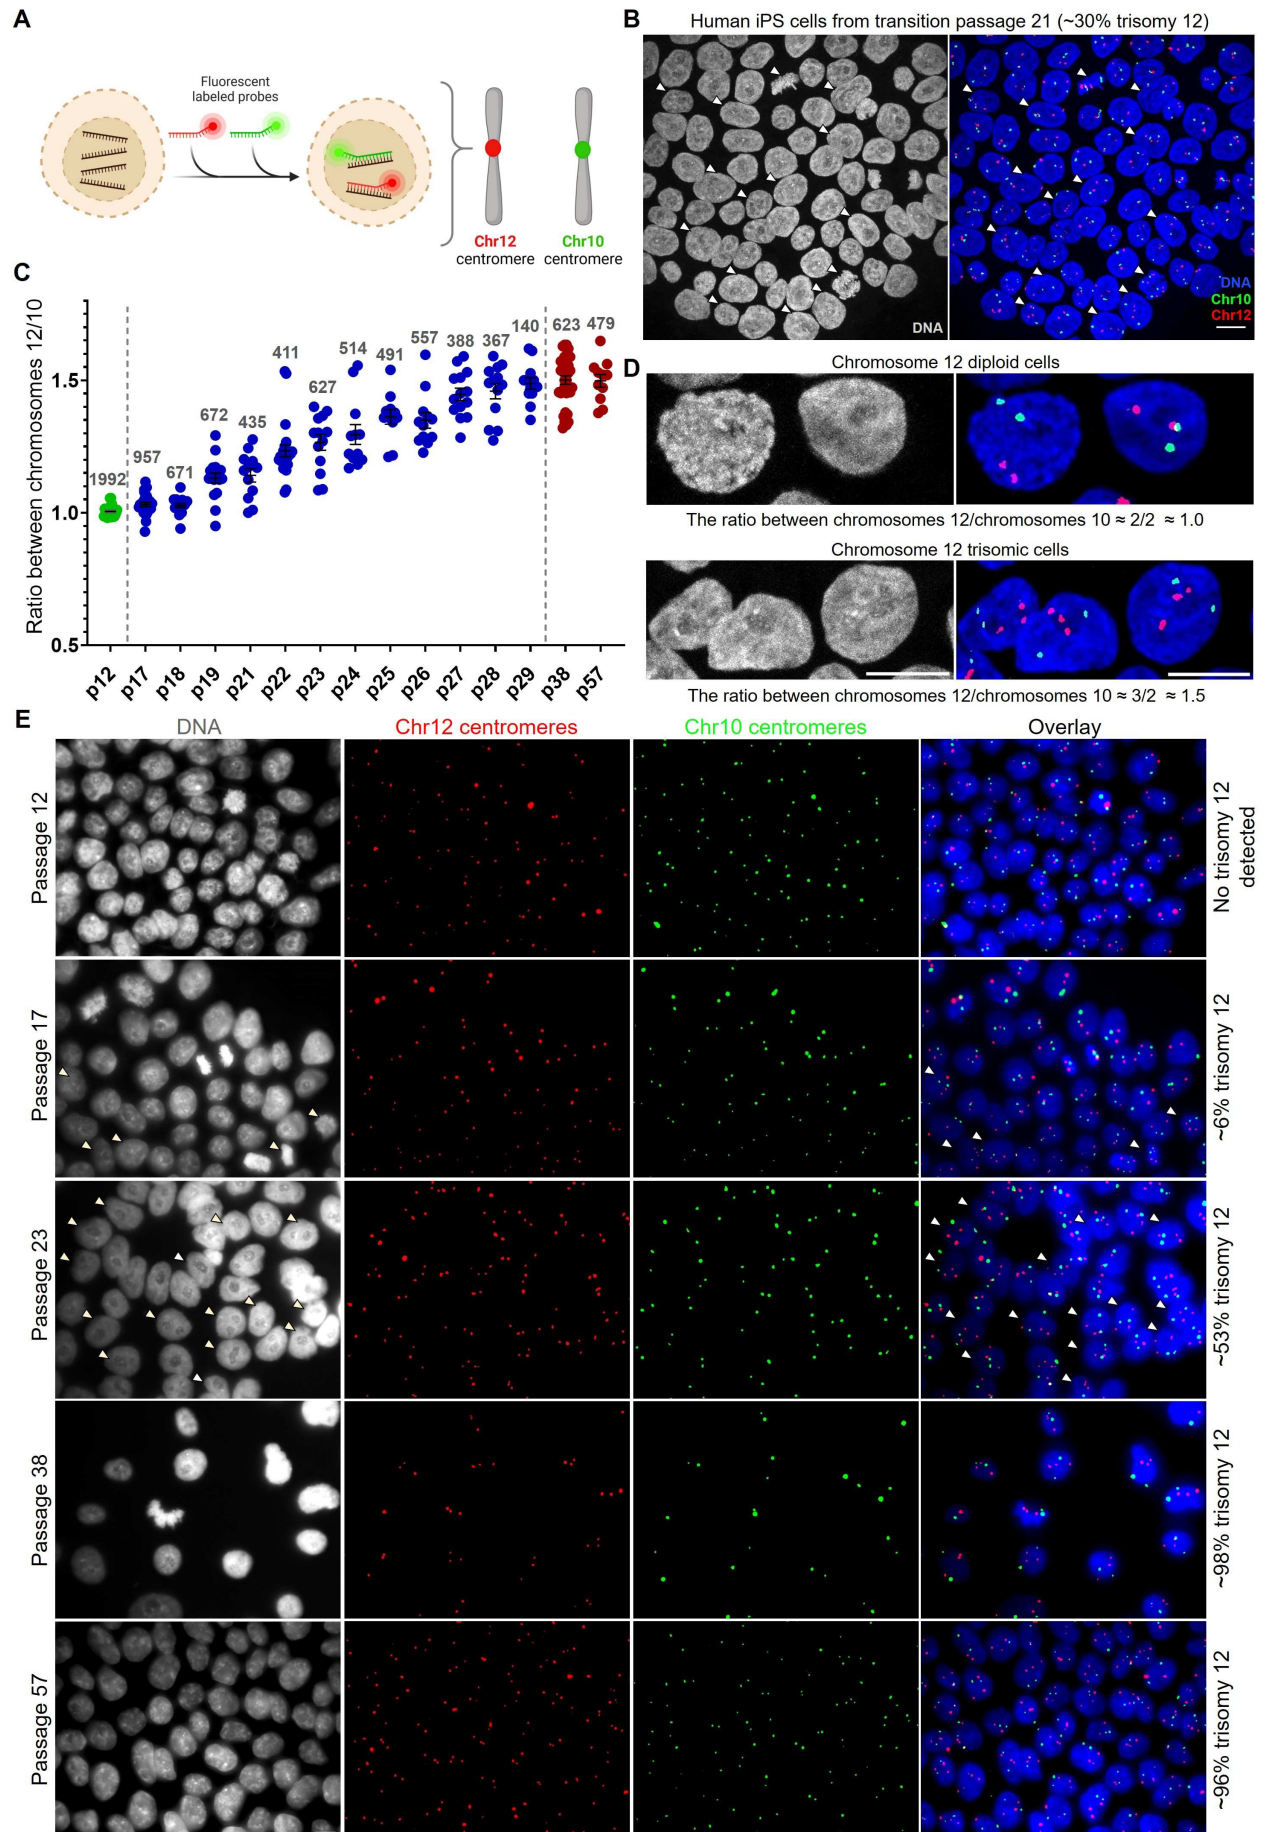 A
Fluorescent
labeled probes
Chr12
centromere
Chr10
centromere
B
Human iPS cells from transition passage 21 (~30% trisomy 12)
DNA
DNA
Chr10
Chr12
C
Ratio between chromosomes 12/10
1.5
1.0
0.5
1992
957
671
672
435
411
627
514
491
557
388
367
140
623
479
p12
p17
p18
p19
p21
p22
p23
p24
p25
p26
p27
p28
p29
p38
p57
D
Chromosome 12 diploid cells
The ratio between chromosomes 12/chromosomes 10 ≈ 2/2 ≈ 1.0
Chromosome 12 trisomic cells
The ratio between chromosomes 12/chromosomes 10 ≈ 3/2 ≈ 1.5
E
DNA
Chr12 centromeres
Chr10 centromeres
Overlay
Passage 12
No trisomy 12
detected
Passage 17
~6% trisomy 12
Passage 23
~53% trisomy 12
Passage 38
~98% trisomy 12
Passage 57
~96% trisomy 12